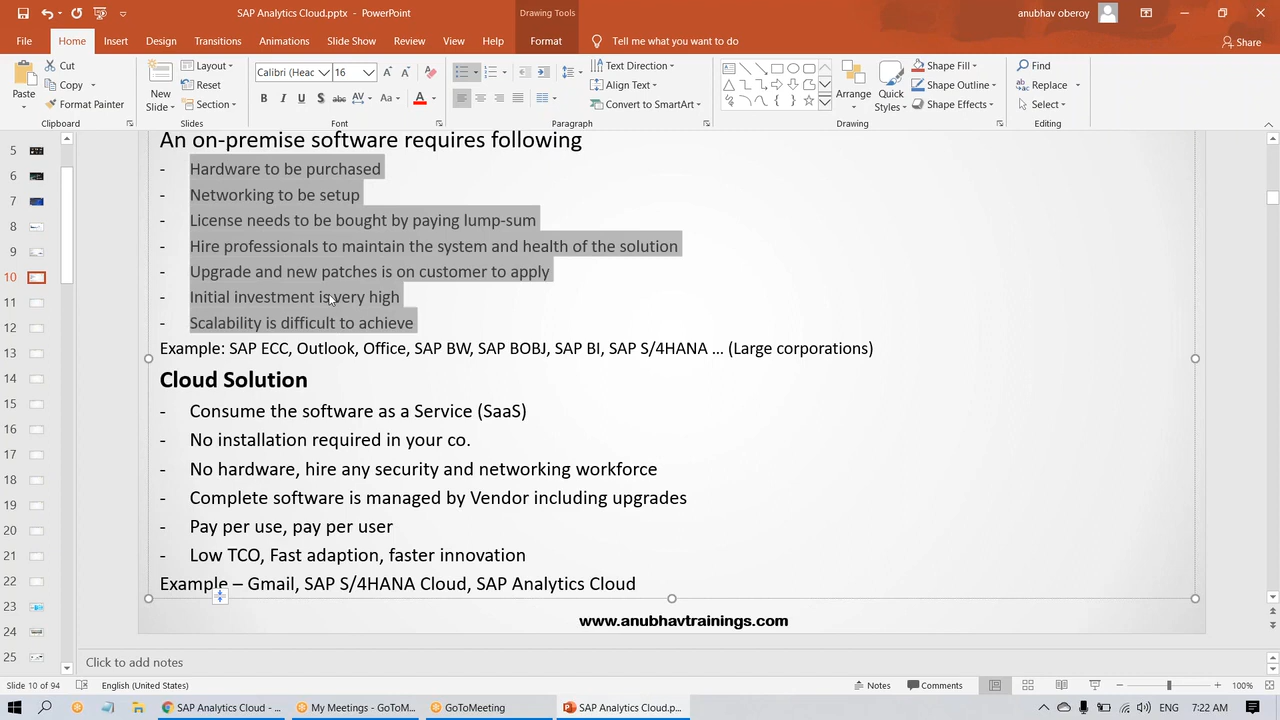 SAP Analytics Cloud.pptx - PowerPoint
Drawing Tools
anubhav oberoy
File Home Insert Design Transitions Animations Slide Show Review View Help Format Tell me what you want to do Share
Paste
Cut
Copy
Format Painter
Clipboard
New Slide
Layout
Reset
Section
Slides
Calibri (Heac 16
B I U S abc AV Aa A
Font
Text Direction
Align Text
Convert to SmartArt
Paragraph
Arrange
Quick Styles
Shape Fill
Shape Outline
Shape Effects
Drawing
Find
Replace
Select
Editing
5
6
7
8
9
10
11
12
13
14
15
16
17
18
19
20
21
22
23
24
25
An on-premise software requires following
- Hardware to be purchased
- Networking to be setup
- License needs to be bought by paying lump-sum
- Hire professionals to maintain the system and health of the solution
- Upgrade and new patches is on customer to apply
- Initial investment is very high
- Scalability is difficult to achieve
Example: SAP ECC, Outlook, Office, SAP BW, SAP BOBJ, SAP BI, SAP S/4HANA ... (Large corporations)
Cloud Solution
- Consume the software as a Service (SaaS)
- No installation required in your co.
- No hardware, hire any security and networking workforce
- Complete software is managed by Vendor including upgrades
- Pay per use, pay per user
- Low TCO, Fast adaption, faster innovation
Example – Gmail, SAP S/4HANA Cloud, SAP Analytics Cloud
www.anubhavtrainings.com
Click to add notes
Slide 10 of 94 English (United States) Notes Comments 100%
SAP Analytics Cloud - ... My Meetings - GoToM... GoToMeeting SAP Analytics Cloud.p... ENG 7:22 AM